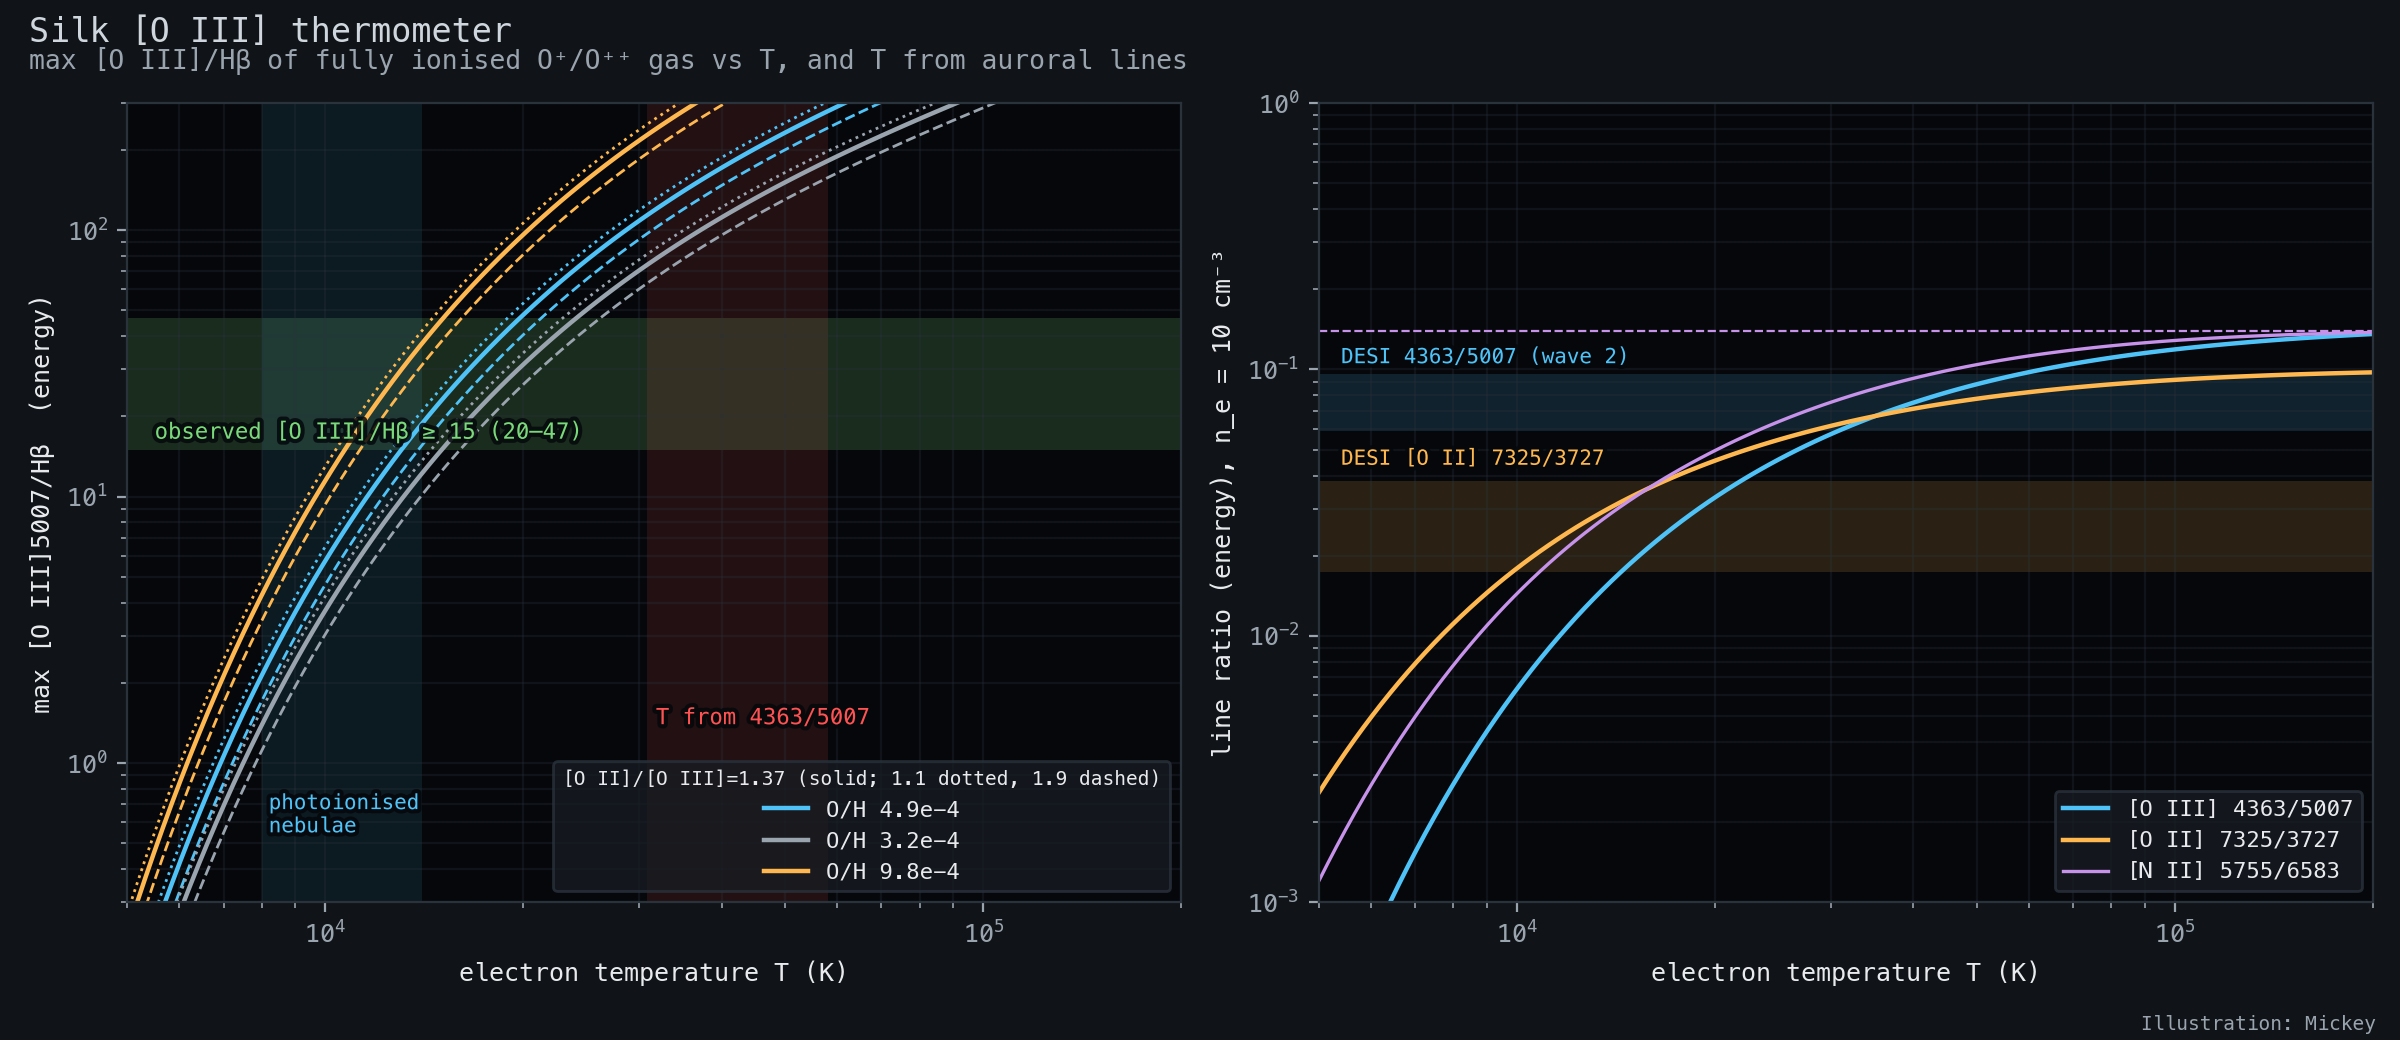 Silk [O III] thermometer
max [O III]/Hβ of fully ionised O⁺/O⁺⁺ gas vs T, and T from auroral lines
max [O III]5007/Hβ (energy)
10²
10¹
10⁰
observed [O III]/Hβ ≥ 15 (20–47)
T from 4363/5007
photoionised
nebulae
[O II]/[O III]=1.37 (solid; 1.1 dotted, 1.9 dashed)
O/H 4.9e−4
O/H 3.2e−4
O/H 9.8e−4
10⁴
10⁵
electron temperature T (K)
line ratio (energy), n_e = 10 cm⁻³
10⁰
10⁻¹
10⁻²
10⁻³
DESI 4363/5007 (wave 2)
DESI [O II] 7325/3727
[O III] 4363/5007
[O II] 7325/3727
[N II] 5755/6583
10⁴
10⁵
electron temperature T (K)
Illustration: Mickey